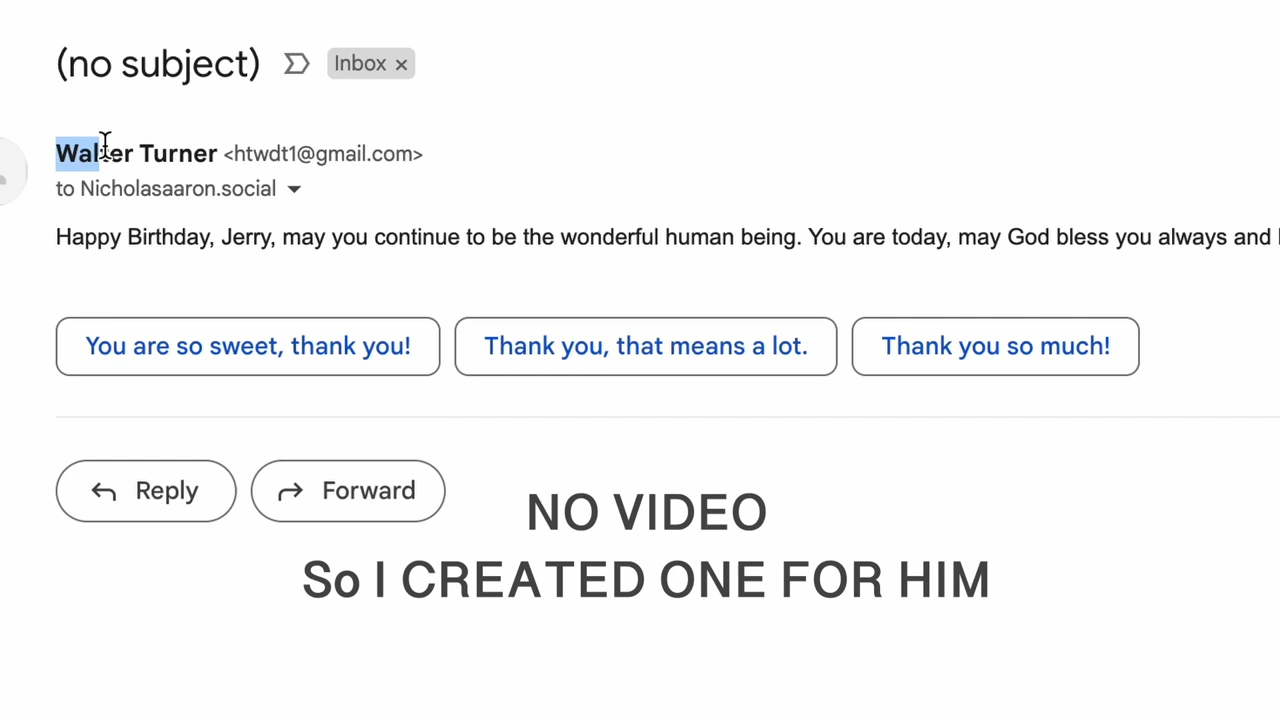 (no subject) Inbox ×
Walter Turner <htwdt1@gmail.com>
to Nicholasaaron.social
Happy Birthday, Jerry, may you continue to be the wonderful human being. You are today, may God bless you always and
You are so sweet, thank you! Thank you, that means a lot. Thank you so much!
Reply Forward
NO VIDEO
So I CREATED ONE FOR HIM